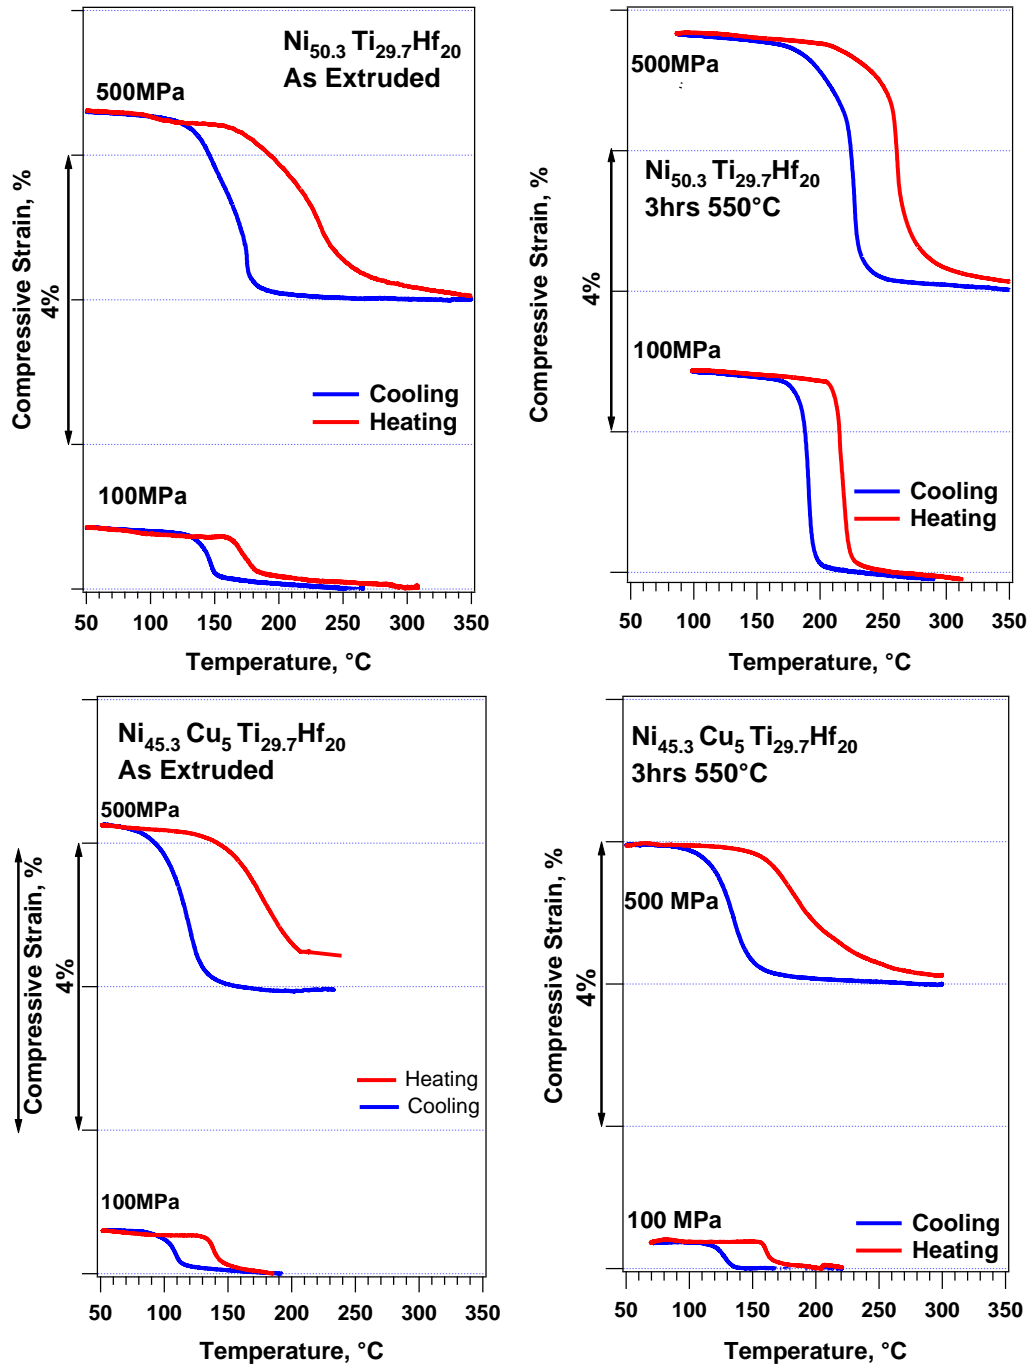 Ni50.3 Ti29.7Hf20
As Extruded
500MPa
Compressive Strain, %
4%
Cooling
Heating
100MPa
50 100 150 200 250 300 350
Temperature, °C
500MPa
Ni50.3 Ti29.7Hf20
3hrs 550°C
Compressive Strain, %
4%
100MPa
Cooling
Heating
50 100 150 200 250 300 350
Temperature, °C
Ni45.3 Cu5 Ti29.7Hf20
As Extruded
500MPa
Compressive Strain, %
4%
Heating
Cooling
100MPa
50 100 150 200 250 300 350
Temperature, °C
Ni45.3 Cu5 Ti29.7Hf20
3hrs 550°C
Compressive Strain, %
4%
500 MPa
100 MPa
Cooling
Heating
50 100 150 200 250 300 350
Temperature, °C